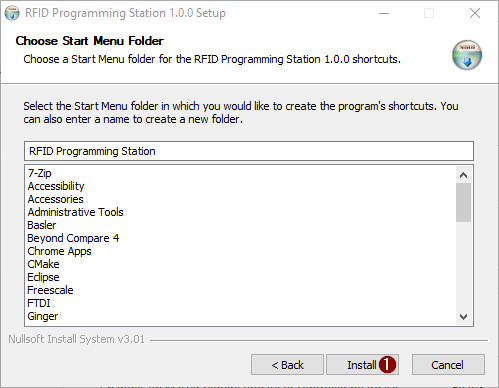 RFID Programming Station 1.0.0 Setup
Choose Start Menu Folder
Choose a Start Menu folder for the RFID Programming Station 1.0.0 shortcuts.
Select the Start Menu folder in which you would like to create the program's shortcuts. You
can also enter a name to create a new folder.
RFID Programming Station
7-Zip
Accessibility
Accessories
Administrative Tools
Basler
Beyond Compare 4
Chrome Apps
CMake
Eclipse
Freescale
FTDI
Ginger
Nullsoft Install System v3.01
< Back
Install
1
Cancel